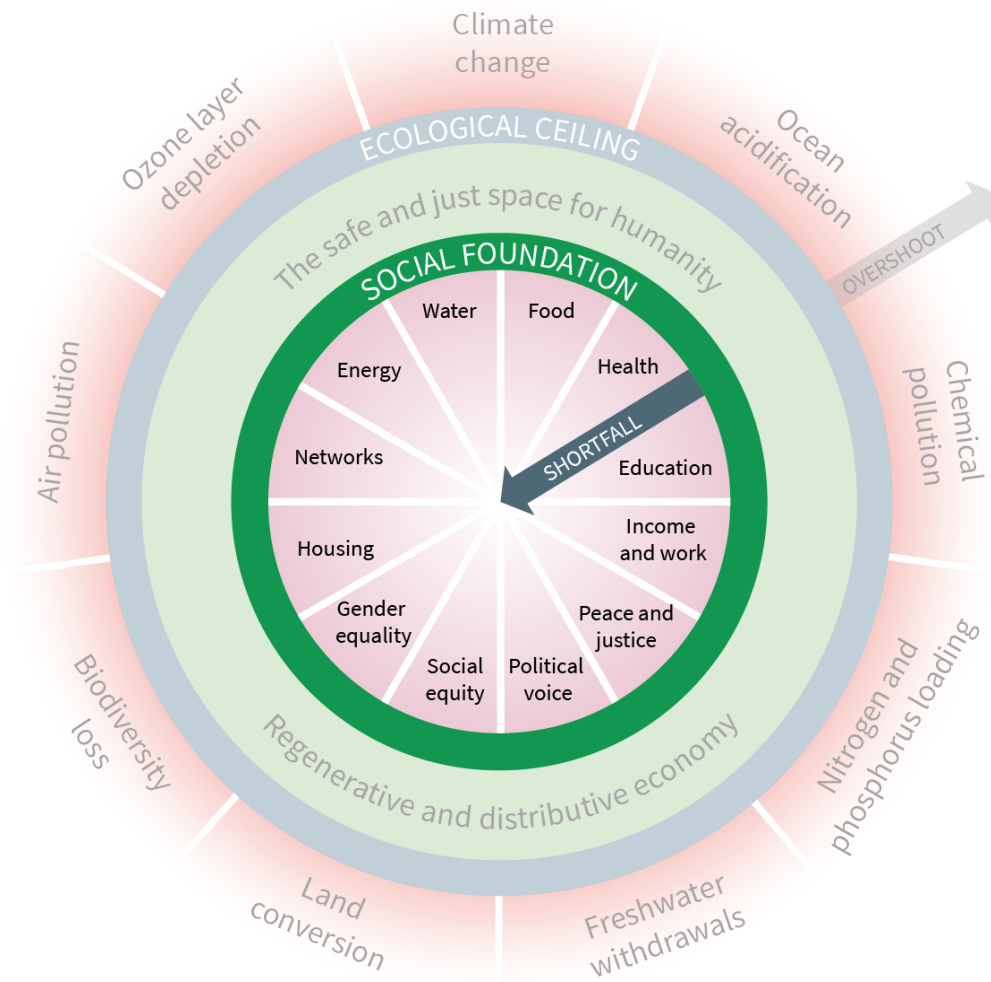 Climate
change
Ozone layer
depletion
ECOLOGICAL CEILING
Ocean
acidification
The safe and just space for humanity
OVERSHOOT
SOCIAL FOUNDATION
Water
Food
Energy
Health
Air pollution
Chemical
pollution
SHORTFALL
Networks
Education
Income
and work
Housing
Gender
equality
Peace and
justice
Social
equity
Political
voice
Biodiversity
loss
Nitrogen and
phosphorus loading
Regenerative and distributive economy
Land
conversion
Freshwater
withdrawals